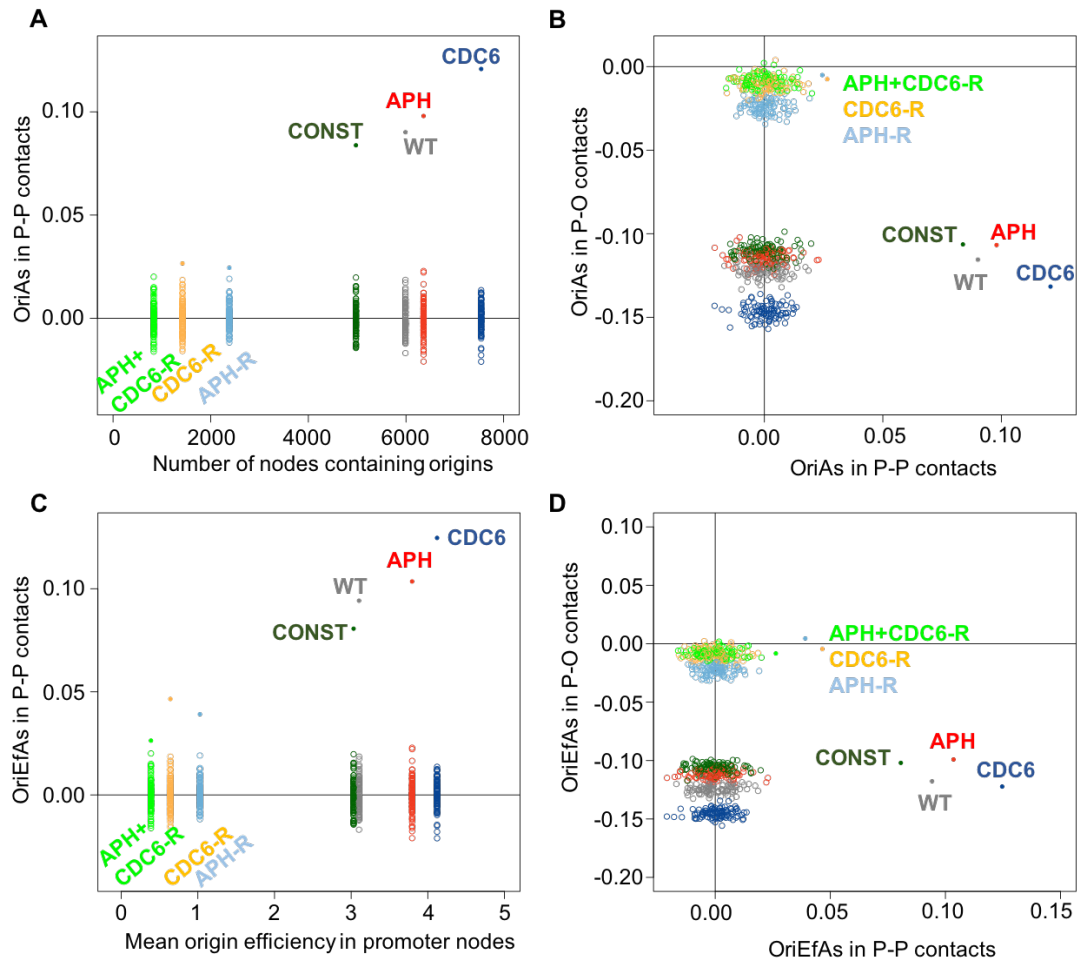 A
OriAs in P-P contacts
0.10
0.05
0.00
CDC6
APH
CONST
WT
APH+
CDC6-R
CDC6-R
APH-R
0 2000 4000 6000 8000
Number of nodes containing origins
B
OriAs in P-O contacts
0.00
-0.05
-0.10
-0.15
-0.20
APH+CDC6-R
CDC6-R
APH-R
CONST
APH
WT
CDC6
0.00 0.05 0.10
OriAs in P-P contacts
C
OriEfAs in P-P contacts
0.10
0.05
0.00
CDC6
APH
WT
CONST
APH+
CDC6-R
CDC6-R
APH-R
0 1 2 3 4 5
Mean origin efficiency in promoter nodes
D
OriEfAs in P-O contacts
0.10
0.05
0.00
-0.05
-0.10
-0.15
-0.20
APH+CDC6-R
CDC6-R
APH-R
APH
CONST
CDC6
WT
0.00 0.05 0.10 0.15
OriEfAs in P-P contacts